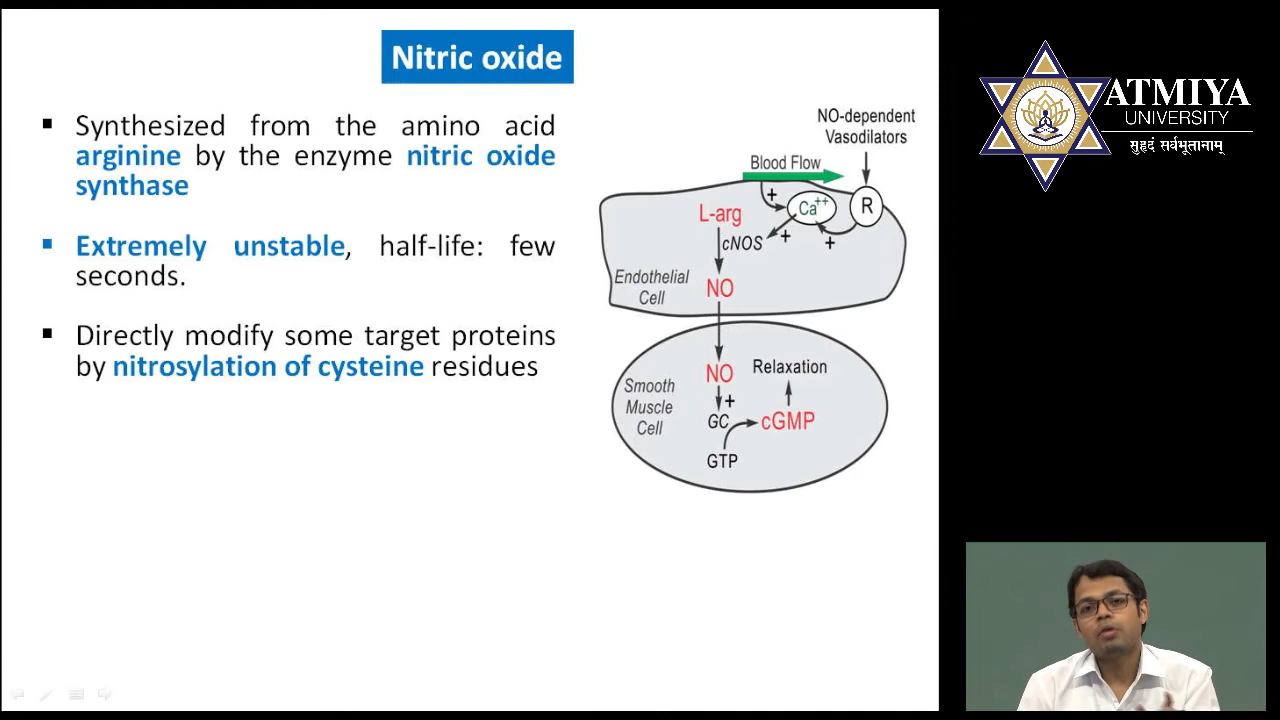 Nitric oxide
▪ Synthesized from the amino acid
arginine by the enzyme nitric oxide
synthase
▪ Extremely unstable, half-life: few
seconds.
▪ Directly modify some target proteins
by nitrosylation of cysteine residues
NO-dependent
Vasodilators
Blood Flow
+
Ca++
R
L-arg
cNOS
+
+
Endothelial
Cell
NO
NO
Relaxation
Smooth
Muscle
Cell
+
GC
cGMP
GTP
ATMIYA
UNIVERSITY
सुहृदं सर्वभूतानाम्